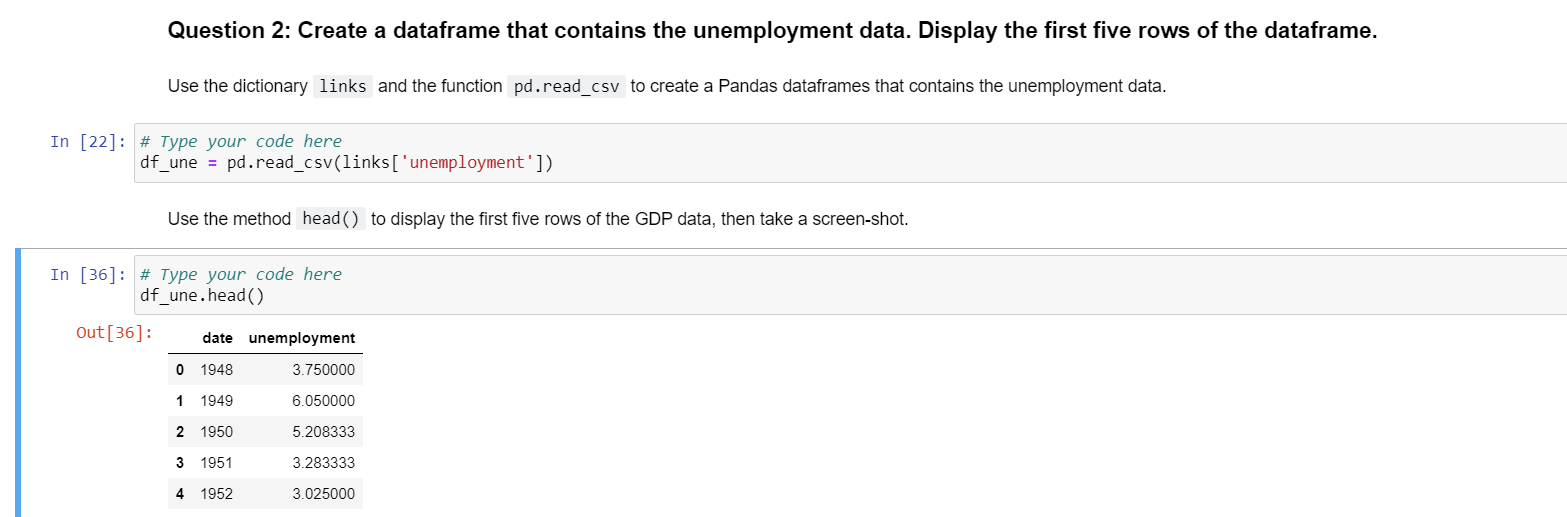 Question 2: Create a dataframe that contains the unemployment data. Display the first five rows of the dataframe.
Use the dictionary links and the function pd.read_csv to create a Pandas dataframes that contains the unemployment data.
In [22]: # Type your code here
df_une = pd.read_csv(links['unemployment'])
Use the method head() to display the first five rows of the GDP data, then take a screen-shot.
In [36]: # Type your code here
df_une.head()
Out[36]:
date unemployment
0 1948 3.750000
1 1949 6.050000
2 1950 5.208333
3 1951 3.283333
4 1952 3.025000